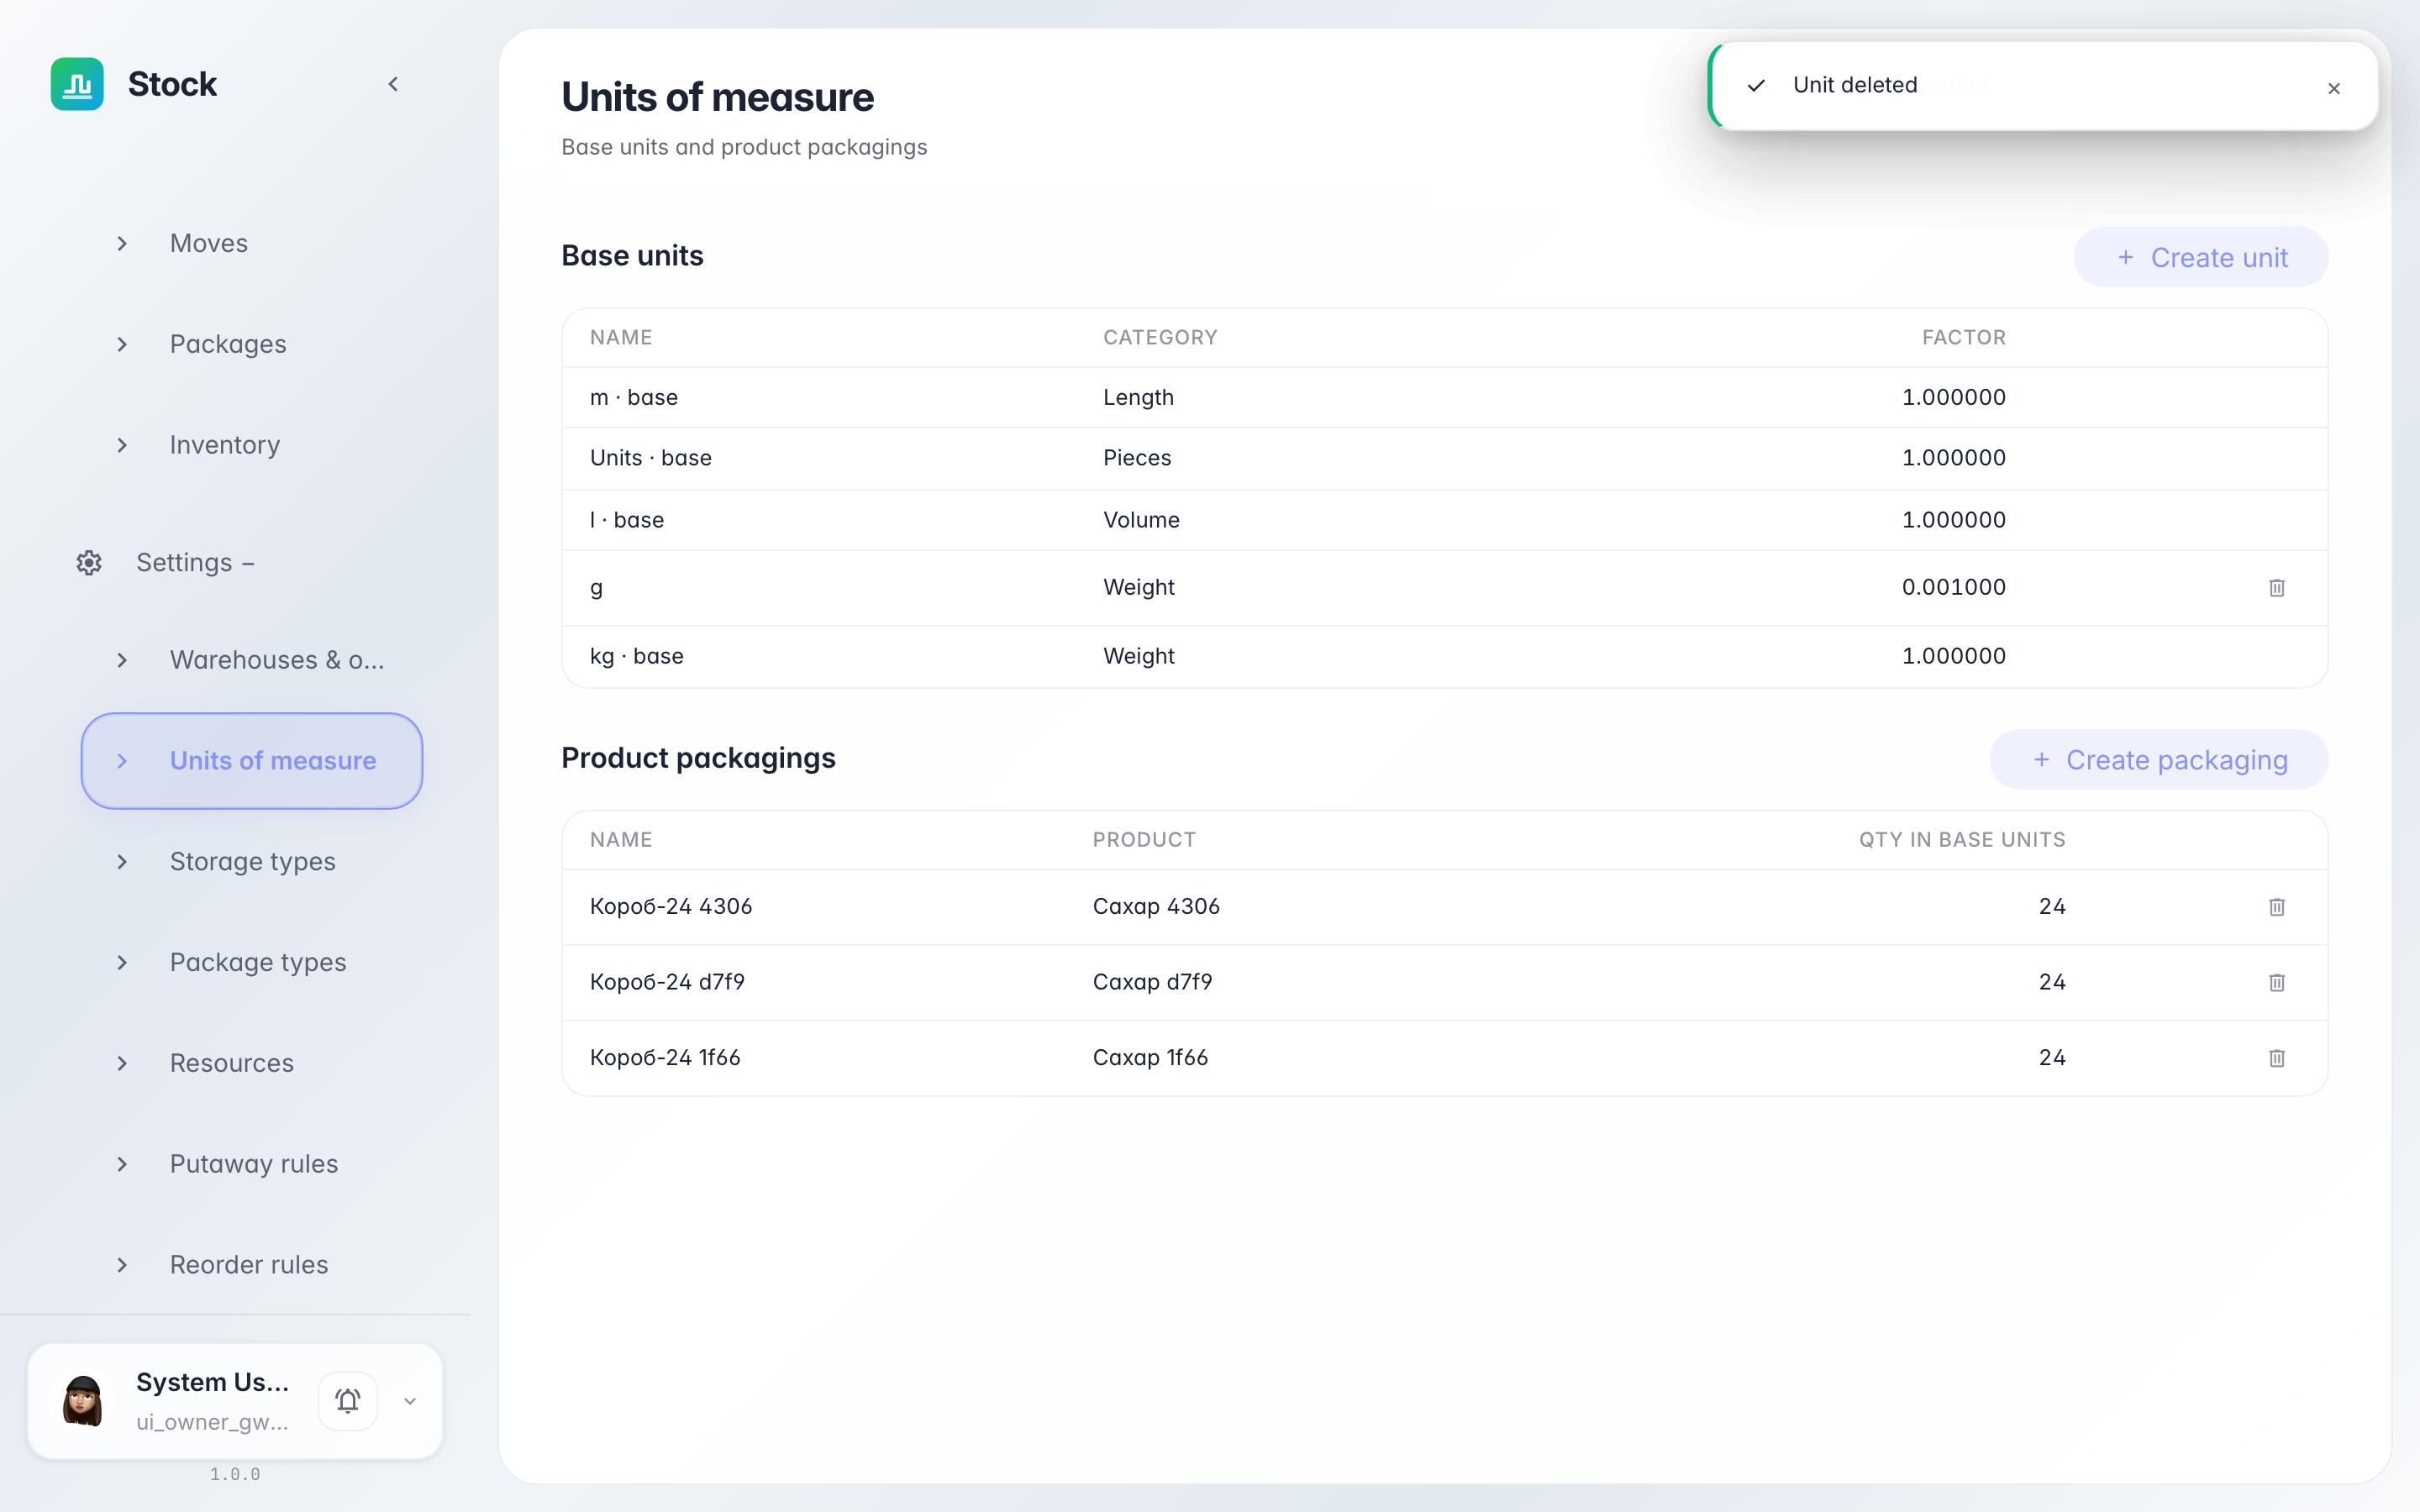 Stock
Moves
Packages
Inventory
Settings –
Warehouses & o...
Units of measure
Storage types
Package types
Resources
Putaway rules
Reorder rules
System Us...
ui_owner_gw...
1.0.0
Units of measure
Base units and product packagings
Unit deleted
Base units
+ Create unit
NAME CATEGORY FACTOR
m · base Length 1.000000
Units · base Pieces 1.000000
l · base Volume 1.000000
g Weight 0.001000
kg · base Weight 1.000000
Product packagings
+ Create packaging
NAME PRODUCT QTY IN BASE UNITS
Короб-24 4306 Сахар 4306 24
Короб-24 d7f9 Сахар d7f9 24
Короб-24 1f66 Сахар 1f66 24